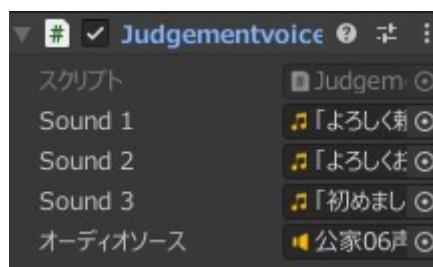 # Judgementvoice
スクリプト Judgem
Sound 1 「よろしく頼
Sound 2 「よろしくお
Sound 3 「初めまし
オーディオソース 公家06声